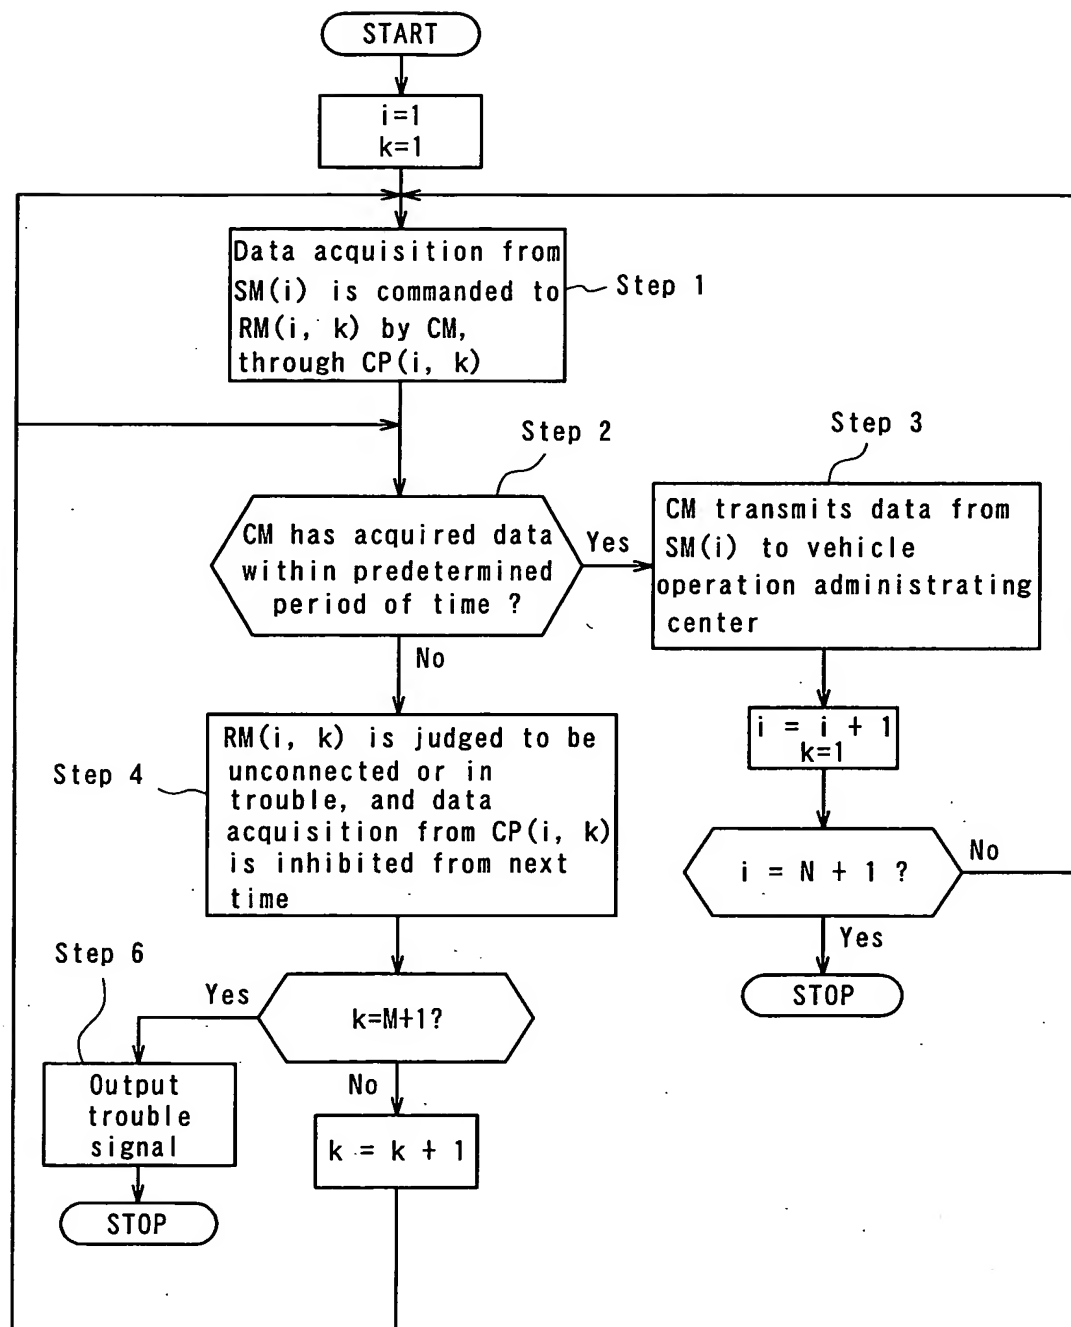 START
i=1
k=1
Data acquisition from
SM(i) is commanded to
RM(i, k) by CM,
through CP(i, k)
Step 1
Step 2
CM has acquired data
within predetermined
period of time ?
Yes
No
Step 3
CM transmits data from
SM(i) to vehicle
operation administrating
center
i = i + 1
k=1
i = N + 1 ?
No
Yes
STOP
Step 4
RM(i, k) is judged to be
unconnected or in
trouble, and data
acquisition from CP(i, k)
is inhibited from next
time
k=M+1?
Yes
No
Step 6
Output
trouble
signal
STOP
k = k + 1